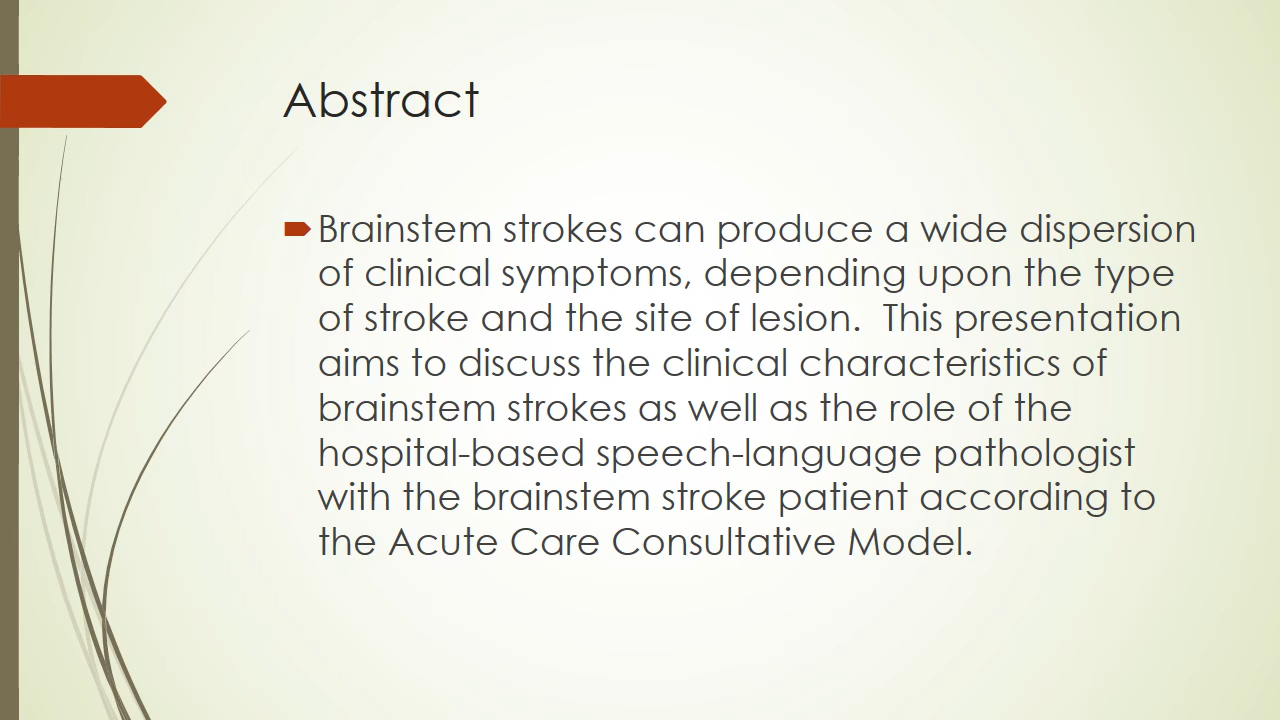 Abstract
Brainstem strokes can produce a wide dispersion
of clinical symptoms, depending upon the type
of stroke and the site of lesion.  This presentation
aims to discuss the clinical characteristics of
brainstem strokes as well as the role of the
hospital-based speech-language pathologist
with the brainstem stroke patient according to
the Acute Care Consultative Model.